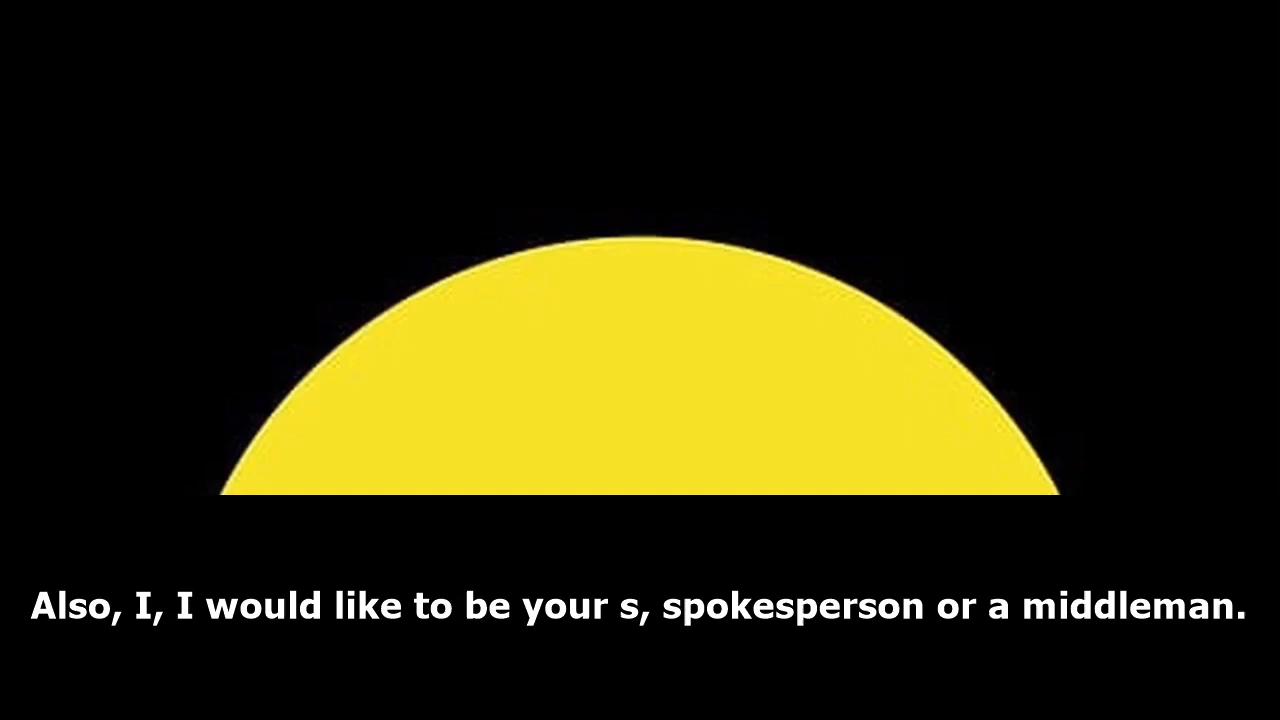 Also, I, I would like to be your s, spokesperson or a middleman.